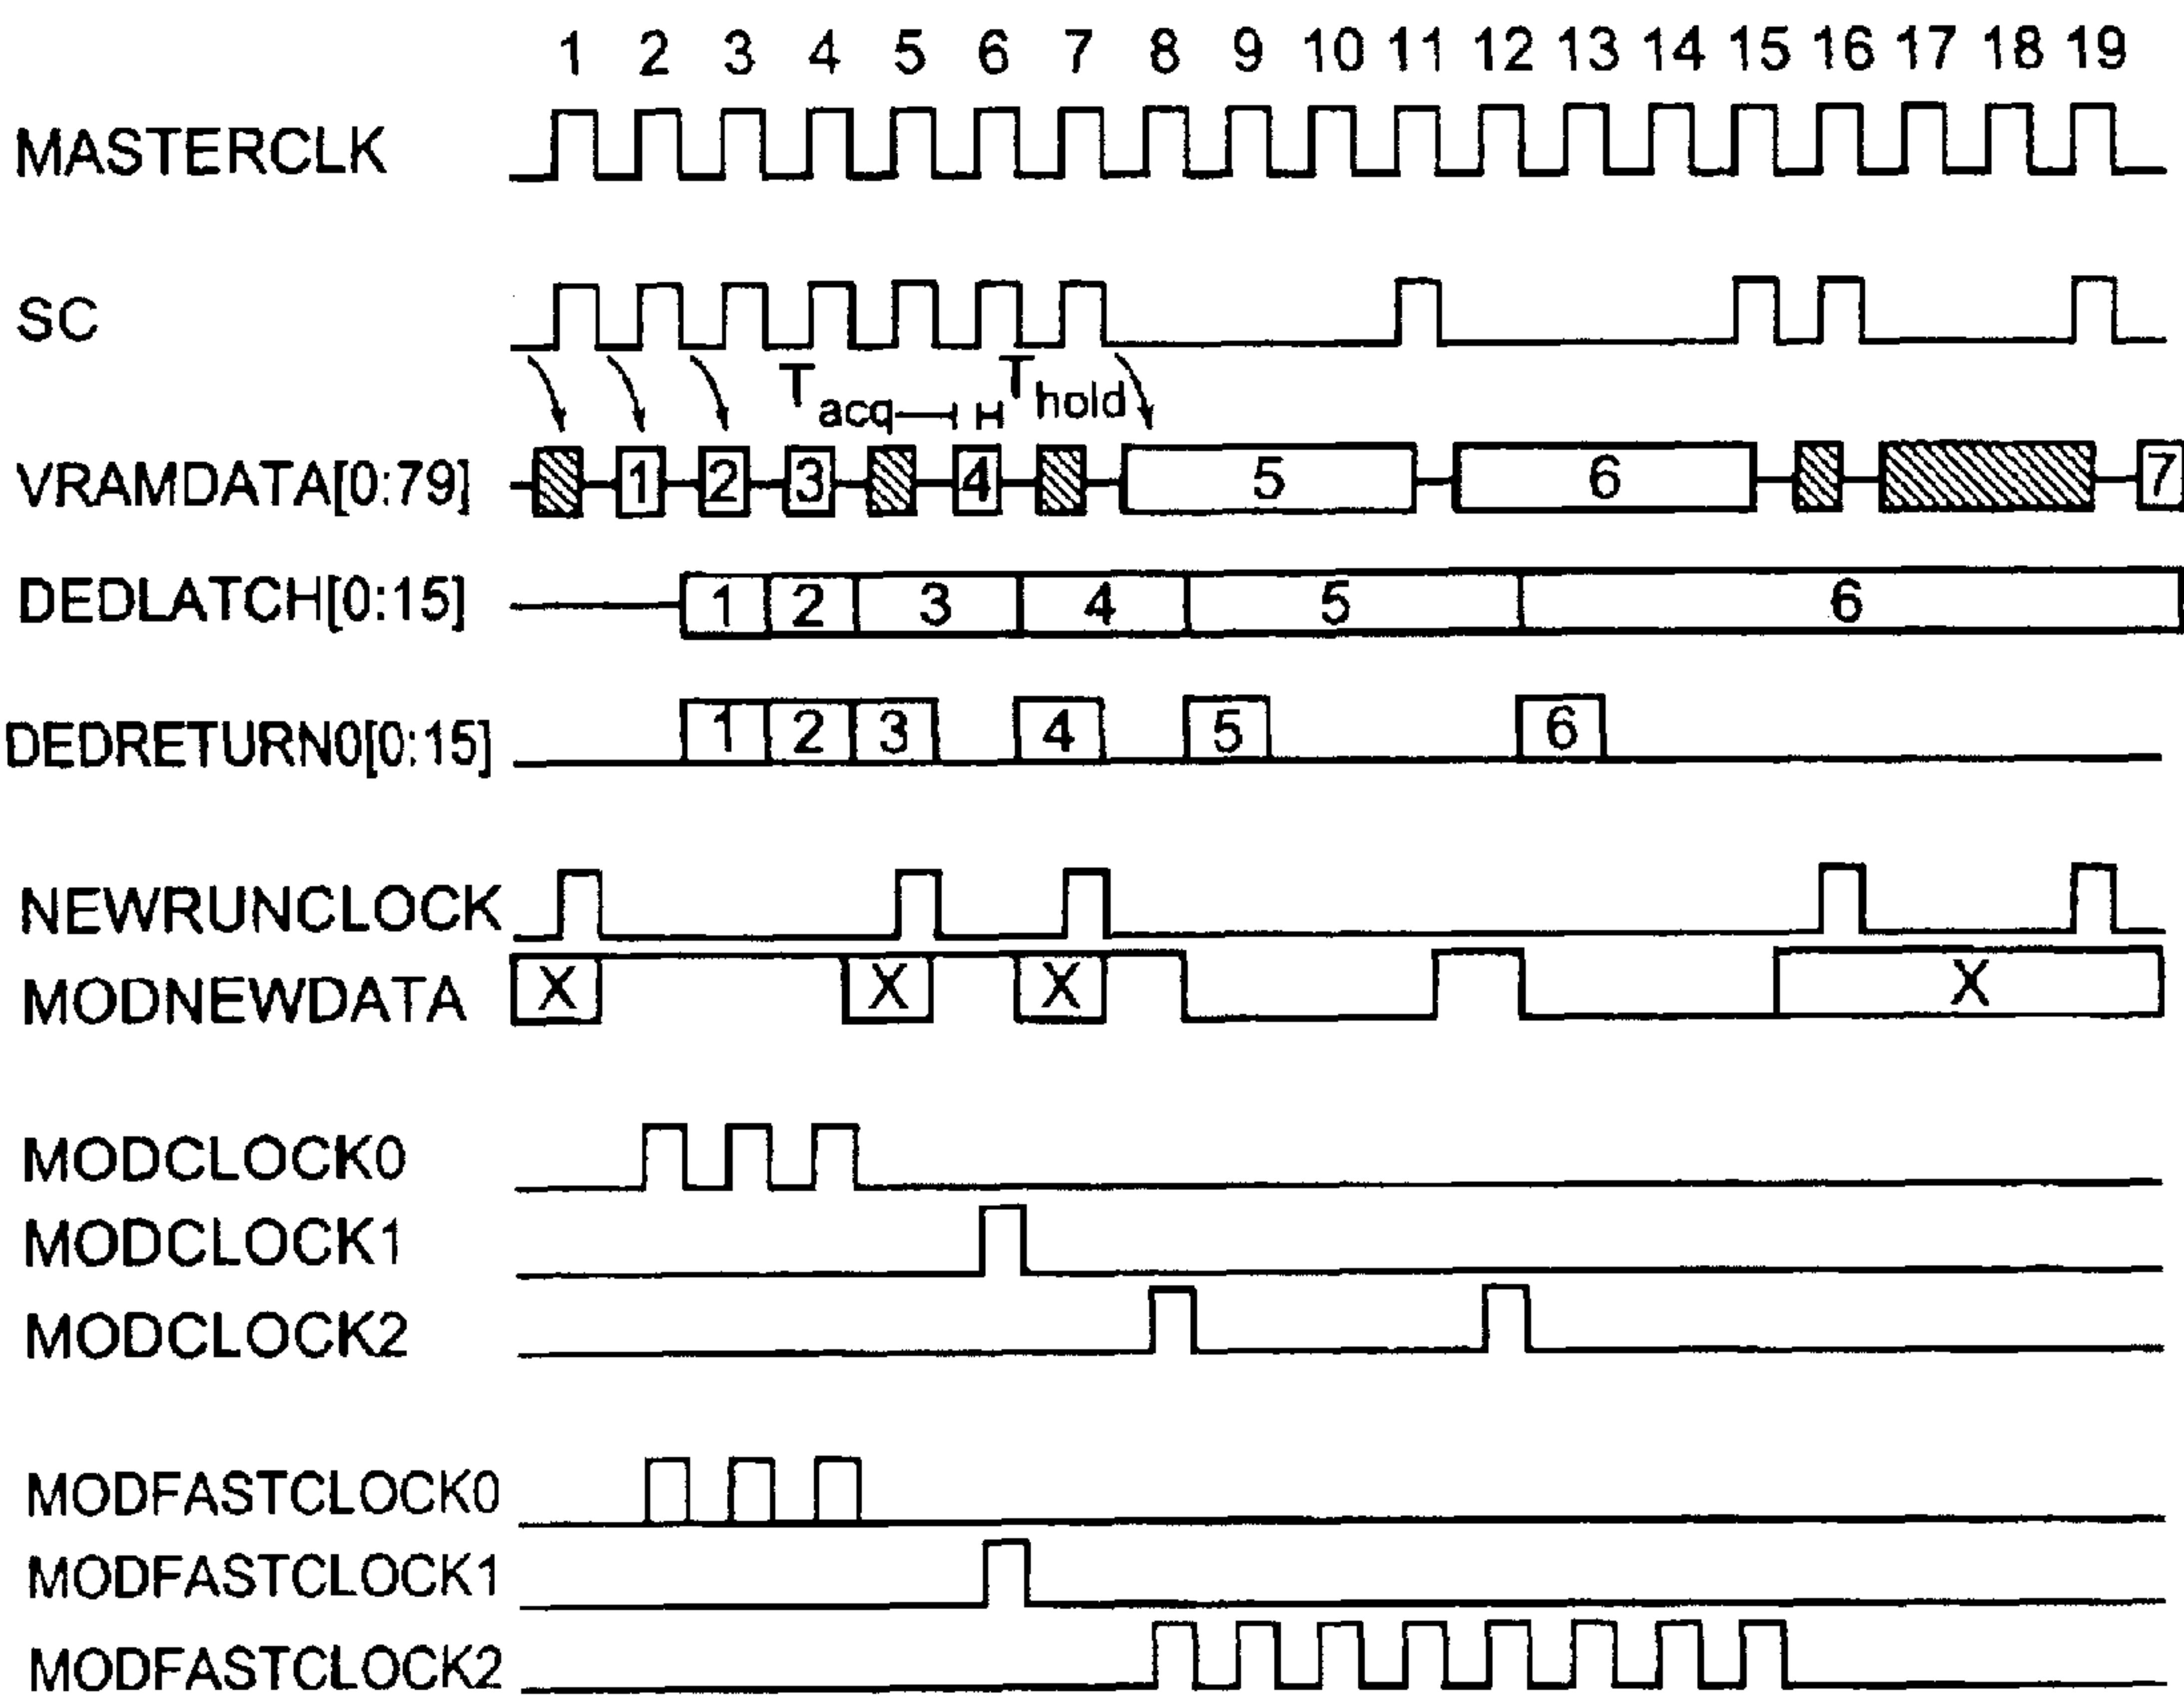 1 2 3 4 5 6 7 8 9 10 11 12 13 14 15 16 17 18 19
MASTERCLK
SC
T acq T hold
VRAMDATA[0:79] 1 2 3 4 5 6 7
DEDLATCH[0:15] 1 2 3 4 5 6
DEDRETURN0[0:15] 1 2 3 4 5 6
NEWRUNCLOCK
MODNEWDATA X X X X
MODCLOCK0
MODCLOCK1
MODCLOCK2
MODFASTCLOCK0
MODFASTCLOCK1
MODFASTCLOCK2